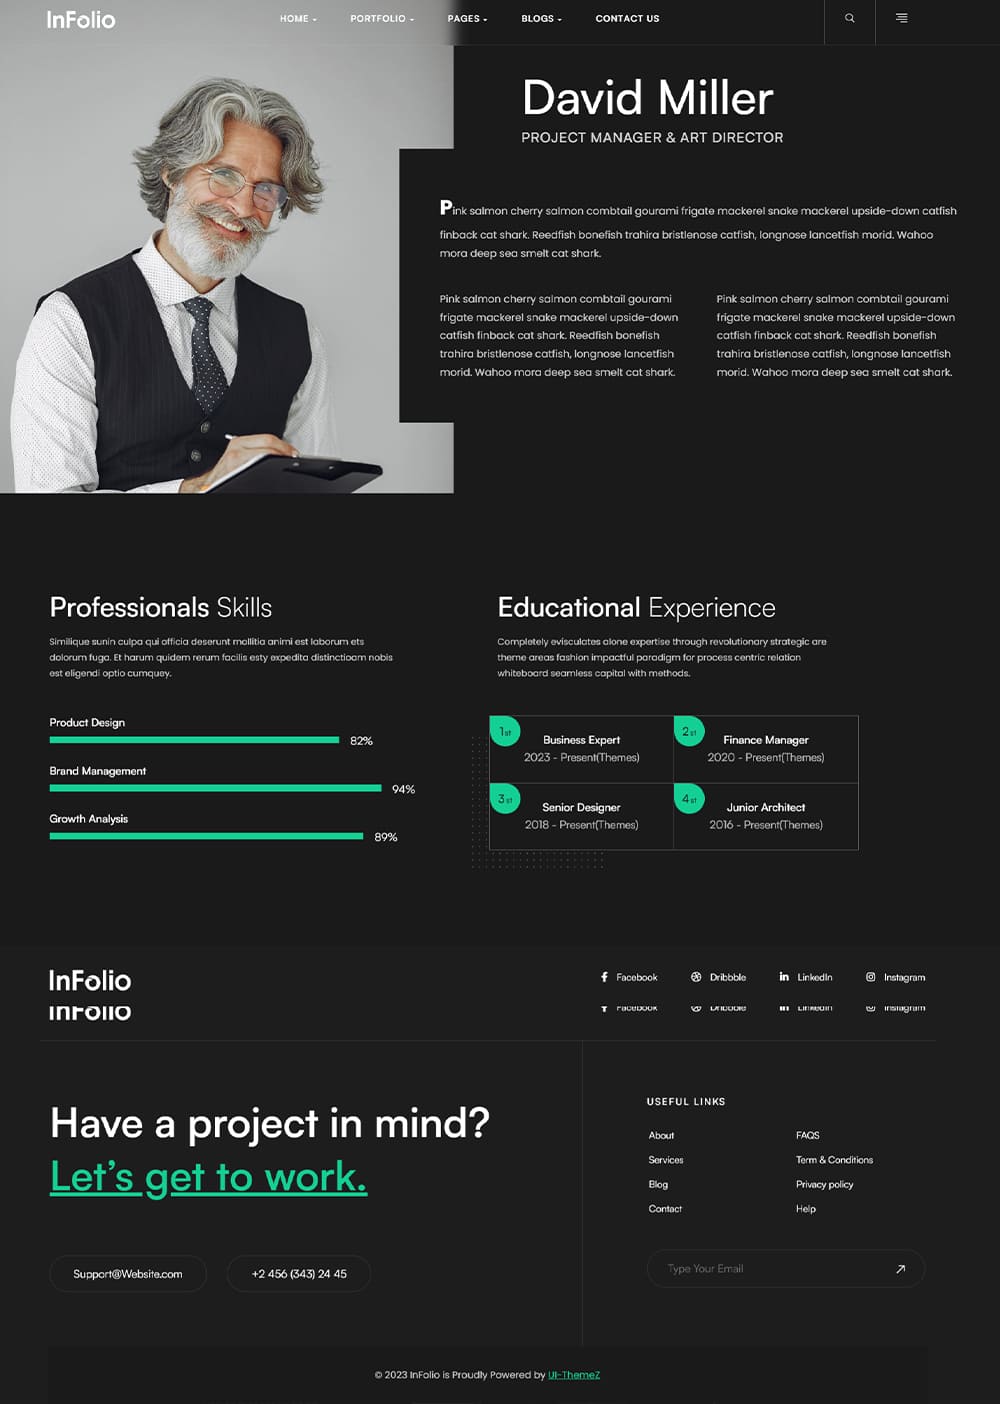 InFolio
HOME
PORTFOLIO
PAGES
BLOGS
CONTACT US
David Miller
PROJECT MANAGER & ART DIRECTOR
Pink salmon cherry salmon combtail gourami frigate mackerel snake mackerel upside-down catfish
finback cat shark. Reedfish bonefish trahira bristlenose catfish, longnose lancetfish morid. Wahoo
mora deep sea smelt cat shark.
Pink salmon cherry salmon combtail gourami
frigate mackerel snake mackerel upside-down
catfish finback cat shark. Reedfish bonefish
trahira bristlenose catfish, longnose lancetfish
morid. Wahoo mora deep sea smelt cat shark.
Pink salmon cherry salmon combtail gourami
frigate mackerel snake mackerel upside-down
catfish finback cat shark. Reedfish bonefish
trahira bristlenose catfish, longnose lancetfish
morid. Wahoo mora deep sea smelt cat shark.
Professionals Skills
Similique sunin culpa qui officia deserunt mollitia animi est laborum ets
dolorum fuga. Et harum quidem rerum facilis esty expedita distinctioam nobis
est eligendi optio cumquey.
Product Design
82%
Brand Management
94%
Growth Analysis
89%
Educational Experience
Completely evisculates alone expertise through revolutionary strategic are
theme areas fashion impactful paradigm for process centric relation
whiteboard seamless capital with methods.
1st
Business Expert
2023 - Present(Themes)
2st
Finance Manager
2020 - Present(Themes)
3st
Senior Designer
2018 - Present(Themes)
4st
Junior Architect
2016 - Present(Themes)
InFolio
Facebook
Dribbble
LinkedIn
Instagram
InFolio
Facebook
Dribbble
LinkedIn
Instagram
Have a project in mind?
Let's get to work.
Support@Website.com
+2 456 (343) 24 45
USEFUL LINKS
About
FAQS
Services
Term & Conditions
Blog
Privacy policy
Contact
Help
Type Your Email
© 2023 InFolio is Proudly Powered by UI-ThemeZ